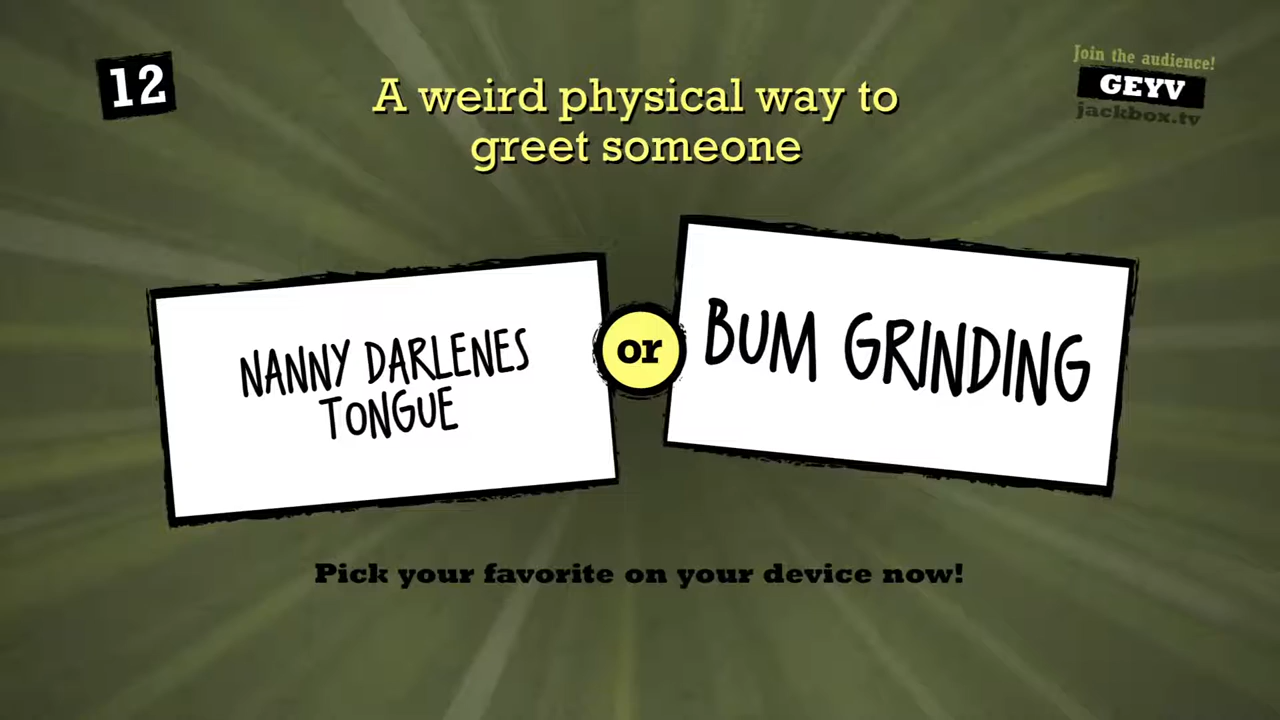 12
A weird physical way to
greet someone
Join the audience!
GEYV
jackbox.tv
NANNY DARLENES
TONGUE
or
BUM GRINDING
Pick your favorite on your device now!